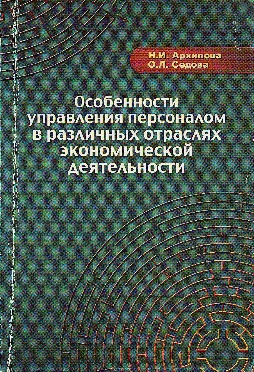 Н.И. Архипова
О.Л. Седова
Особенности
управления персоналом
в различных отраслях
экономической
деятельности